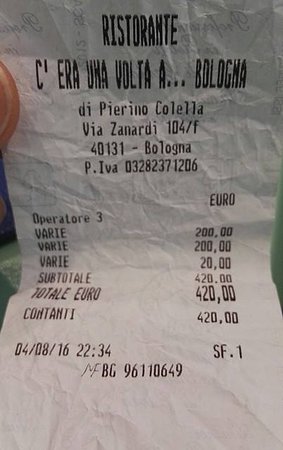 RISTORANTE
C' ERA UNA VOLTA A... BOLOGNA
di Pierino Colella
Via Zanardi 104/f
40131 - Bologna
P.Iva 03282371206
EURO
Operatore 3
VARIE 200,00
VARIE 200,00
VARIE 20,00
SUBTOTALE 420,00
TOTALE EURO 420,00
CONTANTI 420,00
04/08/16 22:34 SF.1
MF BG 96110649